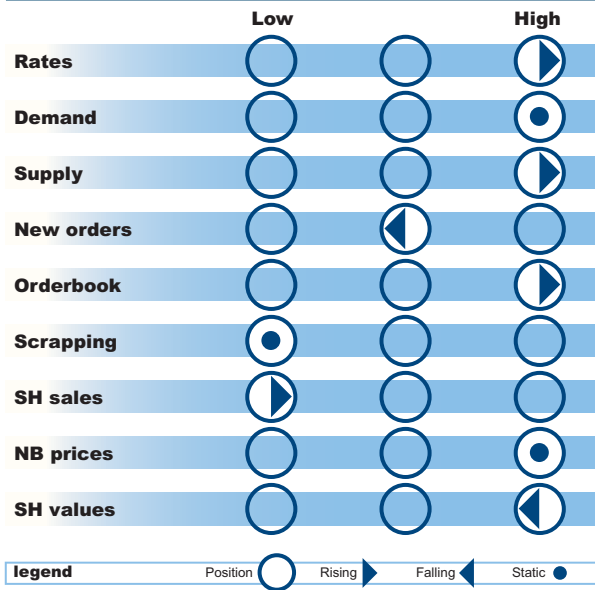 Low High
Rates
Demand
Supply
New orders
Orderbook
Scrapping
SH sales
NB prices
SH values
legend Position Rising Falling Static